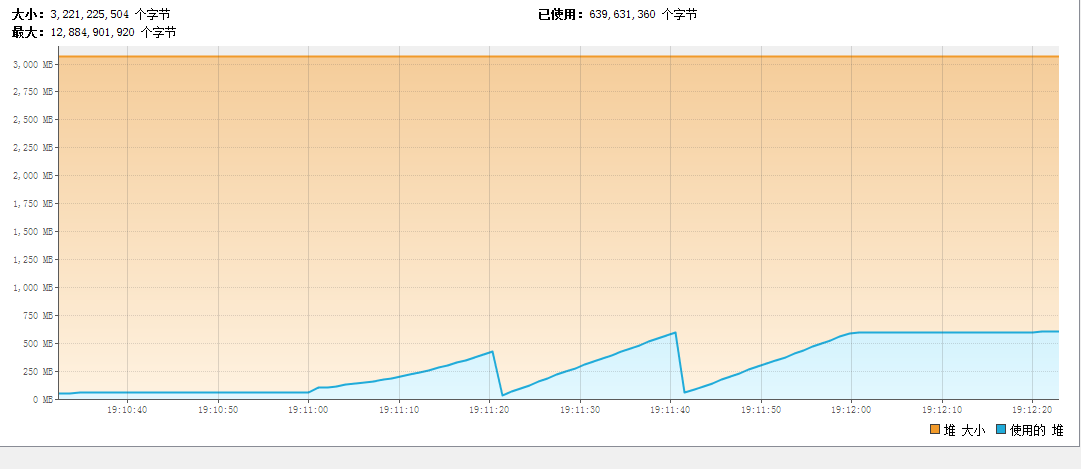 大小： 3,221,225,504 个字节 已使用： 639,631,360 个字节
最大： 12,884,901,920 个字节
3,000 MB
2,750 MB
2,500 MB
2,250 MB
2,000 MB
1,750 MB
1,500 MB
1,250 MB
1,000 MB
750 MB
500 MB
250 MB
0 MB
19:10:40 19:10:50 19:11:00 19:11:10 19:11:20 19:11:30 19:11:40 19:11:50 19:12:00 19:12:10 19:12:20
堆 大小 使用的 堆